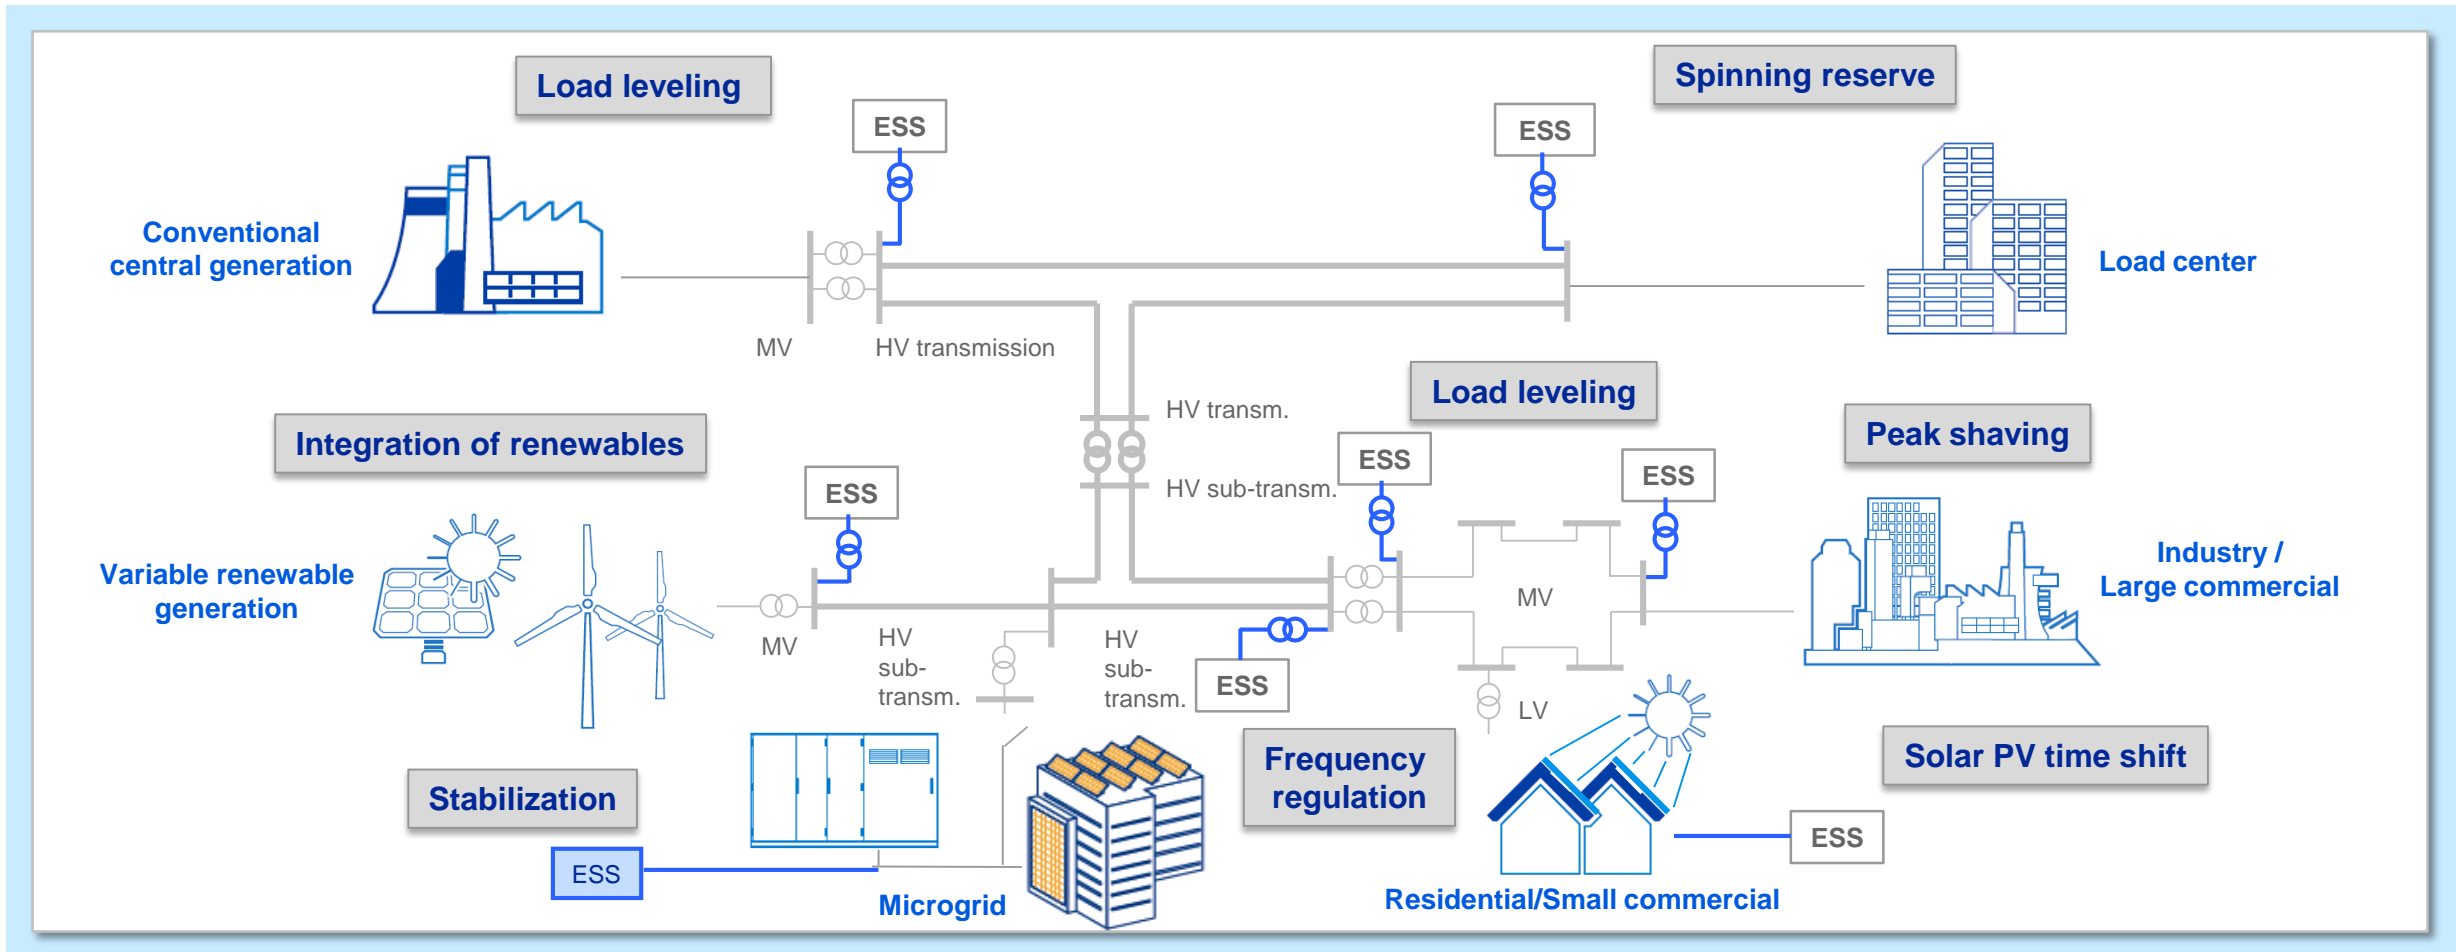 Load leveling
Spinning reserve
ESS
ESS
Conventional
central generation
Load center
MV
HV transmission
Load leveling
HV transm.
Integration of renewables
Peak shaving
ESS
ESS
ESS
HV sub-transm.
Variable renewable
generation
Industry /
Large commercial
MV
MV
HV
sub-
transm.
HV
sub-
transm.
ESS
LV
Stabilization
Frequency
regulation
Solar PV time shift
ESS
ESS
Microgrid
Residential/Small commercial